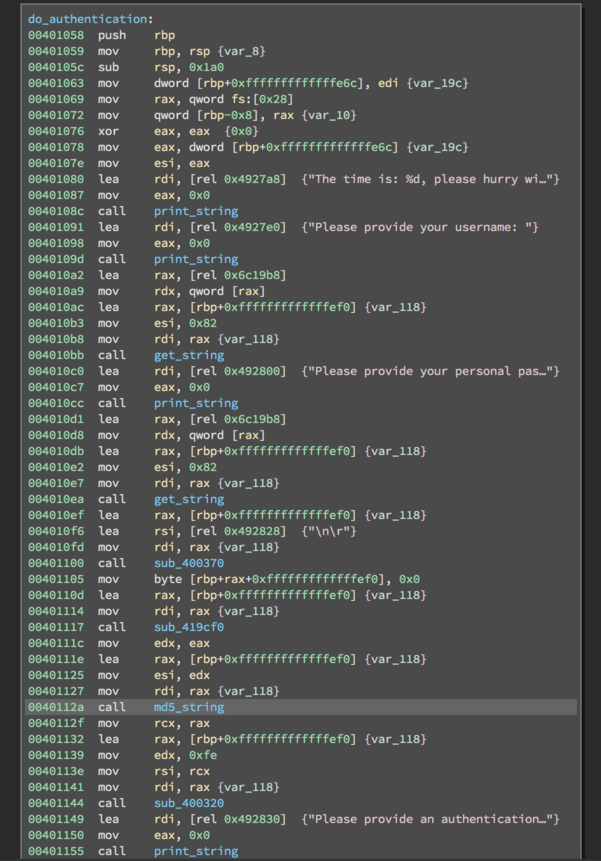 do_authentication:
00401058 push rbp
00401059 mov rbp, rsp {var_8}
0040105c sub rsp, 0x1a0
00401063 mov dword [rbp+0xfffffffffffffe6c], edi {var_19c}
00401069 mov rax, qword fs:[0x28]
00401072 mov qword [rbp-0x8], rax {var_10}
00401076 xor eax, eax {0x0}
00401078 mov eax, dword [rbp+0xfffffffffffffe6c] {var_19c}
0040107e mov esi, eax
00401080 lea rdi, [rel 0x4927a8] {"The time is: %d, please hurry wi…"}
00401087 mov eax, 0x0
0040108c call print_string
00401091 lea rdi, [rel 0x4927e0] {"Please provide your username: "}
00401098 mov eax, 0x0
0040109d call print_string
004010a2 lea rax, [rel 0x6c19b8]
004010a9 mov rdx, qword [rax]
004010ac lea rax, [rbp+0xfffffffffffffef0] {var_118}
004010b3 mov esi, 0x82
004010b8 mov rdi, rax {var_118}
004010bb call get_string
004010c0 lea rdi, [rel 0x492800] {"Please provide your personal pas…"}
004010c7 mov eax, 0x0
004010cc call print_string
004010d1 lea rax, [rel 0x6c19b8]
004010d8 mov rdx, qword [rax]
004010db lea rax, [rbp+0xfffffffffffffef0] {var_118}
004010e2 mov esi, 0x82
004010e7 mov rdi, rax {var_118}
004010ea call get_string
004010ef lea rax, [rbp+0xfffffffffffffef0] {var_118}
004010f6 lea rsi, [rel 0x492828] {"\n\r"}
004010fd mov rdi, rax {var_118}
00401100 call sub_400370
00401105 mov byte [rbp+rax+0xfffffffffffffef0], 0x0
0040110d lea rax, [rbp+0xfffffffffffffef0] {var_118}
00401114 mov rdi, rax {var_118}
00401117 call sub_419cf0
0040111c mov edx, eax
0040111e lea rax, [rbp+0xfffffffffffffef0] {var_118}
00401125 mov esi, edx
00401127 mov rdi, rax {var_118}
0040112a call md5_string
0040112f mov rcx, rax
00401132 lea rax, [rbp+0xfffffffffffffef0] {var_118}
00401139 mov edx, 0xfe
0040113e mov rsi, rcx
00401141 mov rdi, rax {var_118}
00401144 call sub_400320
00401149 lea rdi, [rel 0x492830] {"Please provide an authentication…"}
00401150 mov eax, 0x0
00401155 call print_string